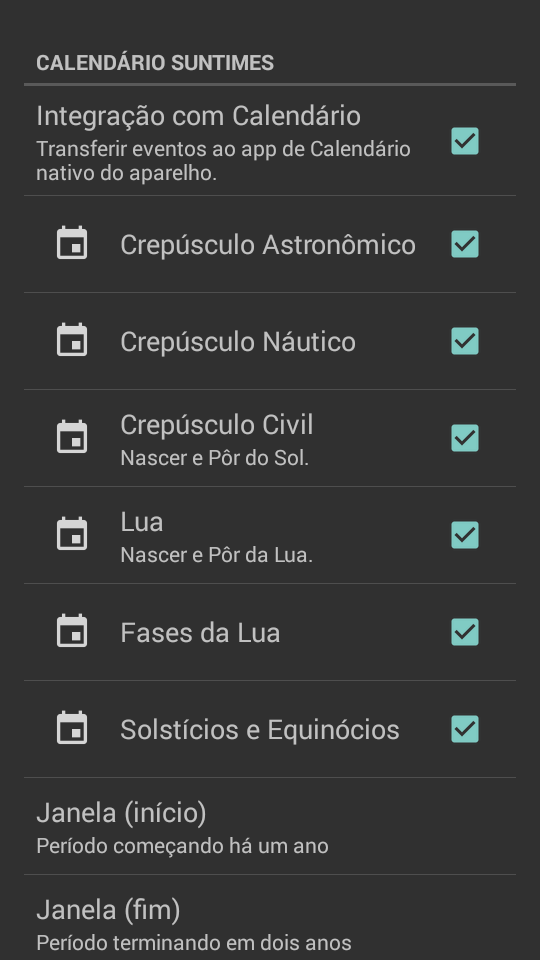 CALENDÁRIO SUNTIMES
Integração com Calendário
Transferir eventos ao app de Calendário
nativo do aparelho.
Crepúsculo Astronômico
Crepúsculo Náutico
Crepúsculo Civil
Nascer e Pôr do Sol.
Lua
Nascer e Pôr da Lua.
Fases da Lua
Solstícios e Equinócios
Janela (início)
Período começando há um ano
Janela (fim)
Período terminando em dois anos